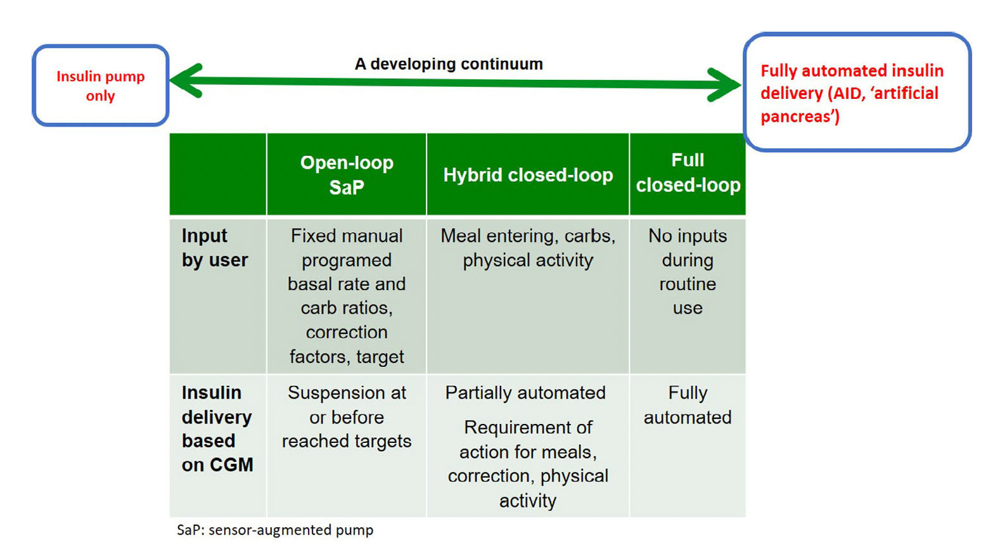 A developing continuum
Insulin pump
only
Fully automated insulin
delivery (AID, ‘artificial
pancreas’)
Open-loop
SaP
Hybrid closed-loop
Full
closed-loop
Input
by user
Fixed manual
programed
basal rate and
carb ratios,
correction
factors, target
Meal entering, carbs,
physical activity
No inputs
during
routine
use
Insulin
delivery
based
on CGM
Suspension at
or before
reached targets
Partially automated
Requirement of
action for meals,
correction, physical
activity
Fully
automated
SaP: sensor-augmented pump